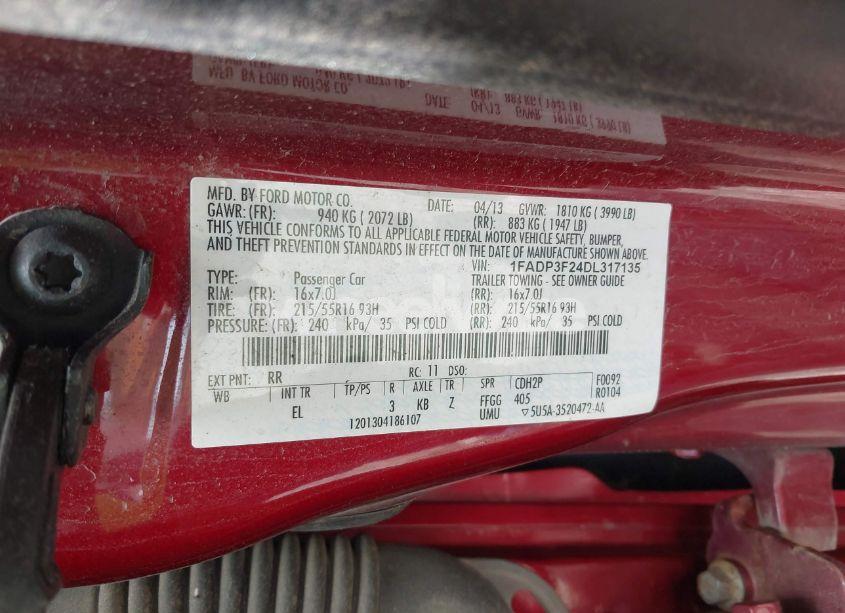 MFD. BY FORD MOTOR CO. DATE: 04/13 GVWR: 1810 KG ( 3990 LB)
GAWR: (FR): 940 KG ( 2072 LB) (RR): 883 KG ( 1947 LB)
THIS VEHICLE CONFORMS TO ALL APPLICABLE FEDERAL MOTOR VEHICLE SAFETY, BUMPER,
AND THEFT PREVENTION STANDARDS IN EFFECT ON THE DATE OF MANUFACTURE SHOWN ABOVE.
VIN: 1FADP3F24DL317135
TYPE: Passenger Car TRAILER TOWING - SEE OWNER GUIDE
RIM: (FR): 16x7.0J (RR): 16x7.0J
TIRE: (FR): 215/55R16 93H (RR): 215/55R16 93H
PRESSURE: (FR): 240 kPa/ 35 PSI COLD (RR): 240 kPa/ 35 PSI COLD
EXT PNT: RR RC: 11 DSO:
WB INT TR TP/PS R AXLE TR SPR CDH2P F0092
EL 3 KB Z FFGG 405 R0104
1201304186107 UMU ▽5U5A-3520472-AA